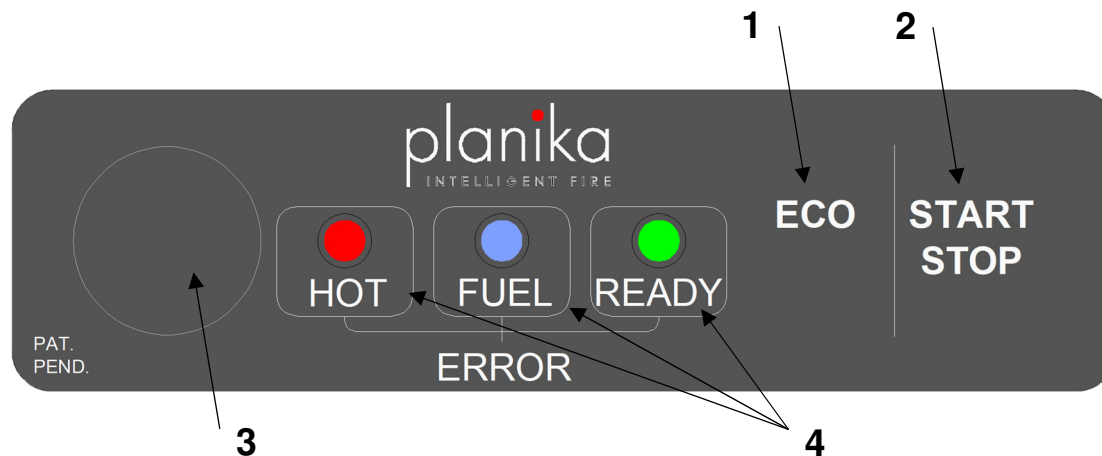 1
2
planika
INTELLIGENT FIRE
ECO
START
STOP
HOT
FUEL
READY
ERROR
PAT.
PEND.
3
4